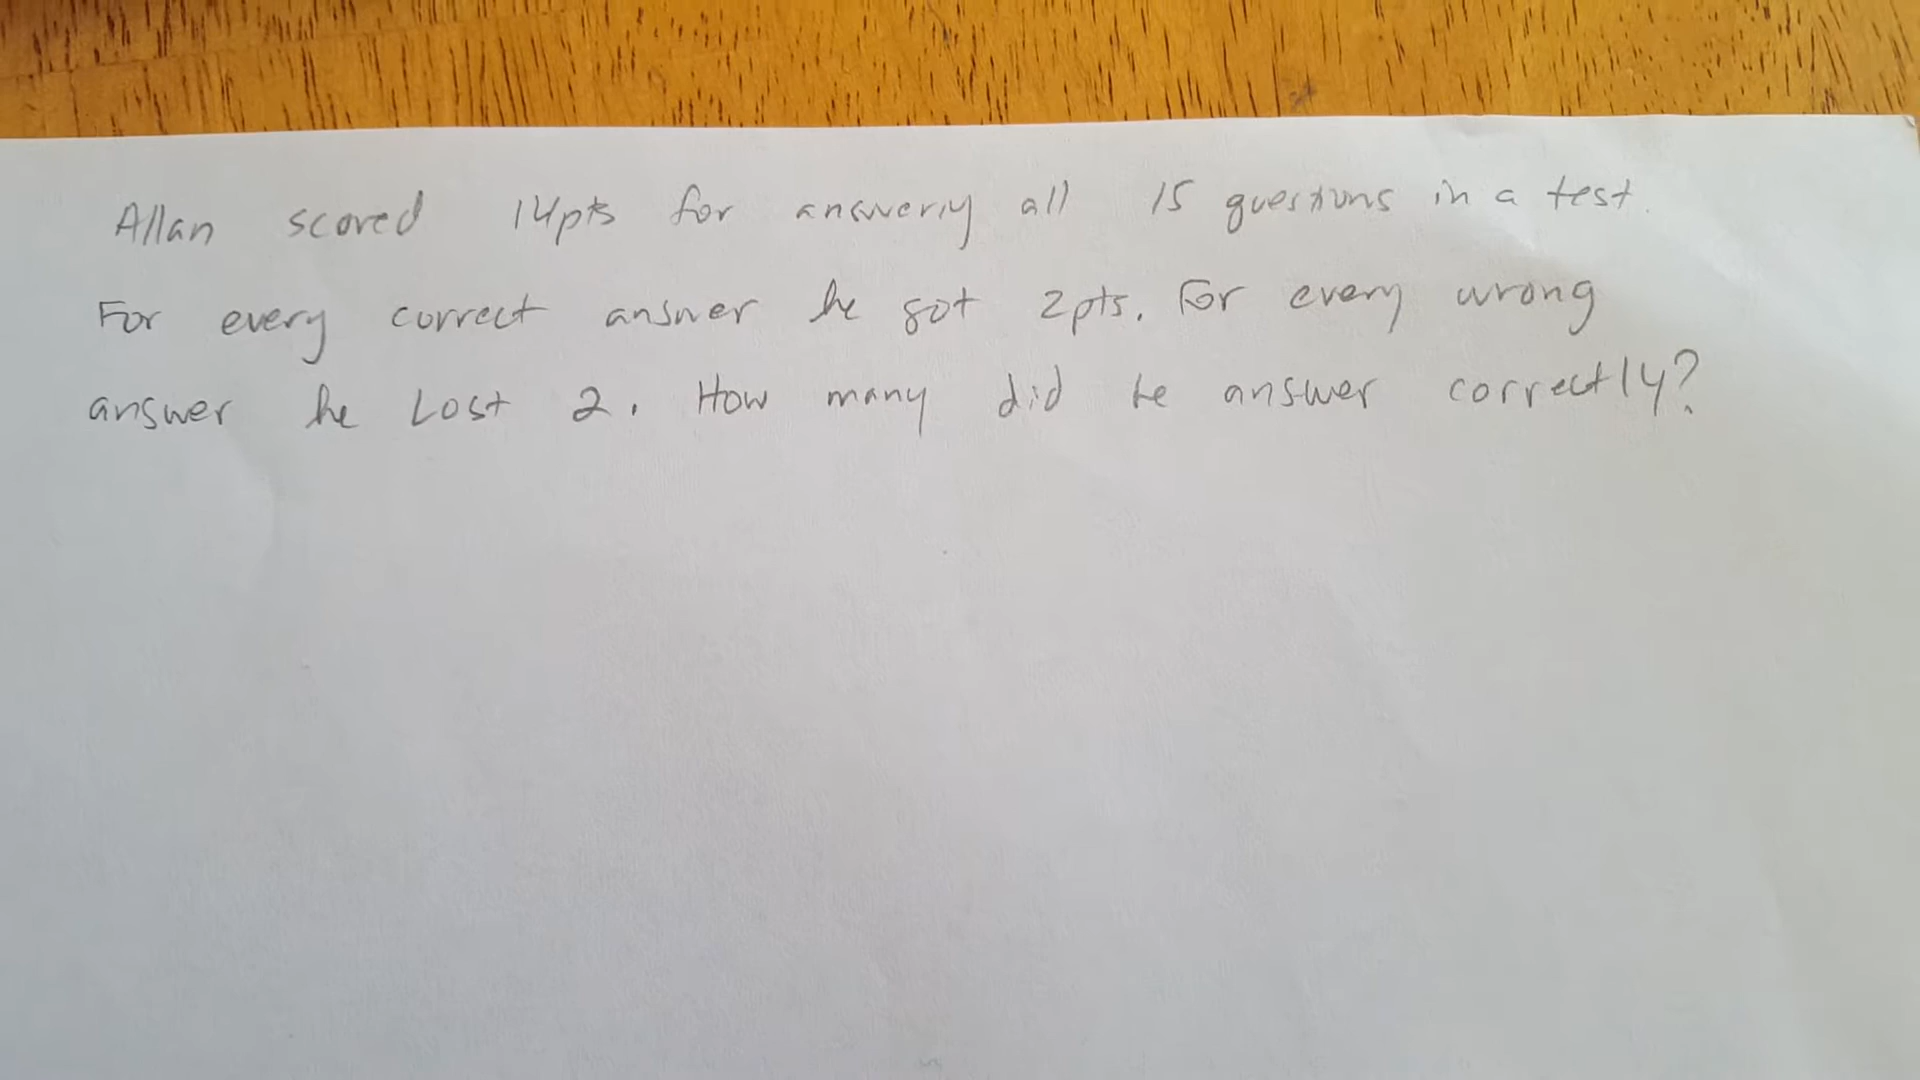 Allan scored 14pts for answering all 15 questions in a test.
For every correct answer he got 2pts. For every wrong
answer he Lost 2. How many did he answer correctly?